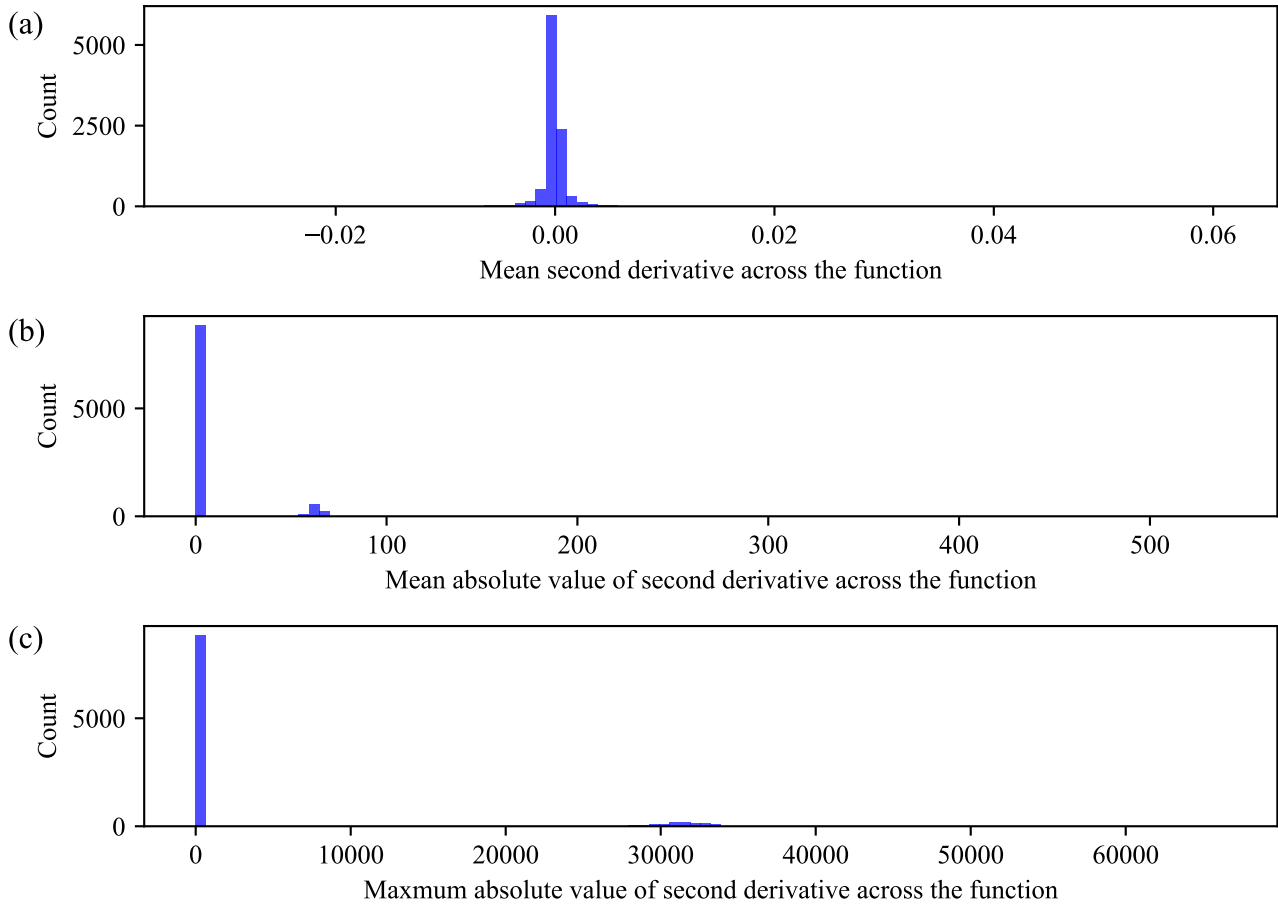 (a)
Count
5000
2500
0
−0.02 0.00 0.02 0.04 0.06
Mean second derivative across the function
(b)
Count
5000
0
0 100 200 300 400 500
Mean absolute value of second derivative across the function
(c)
Count
5000
0
0 10000 20000 30000 40000 50000 60000
Maxmum absolute value of second derivative across the function